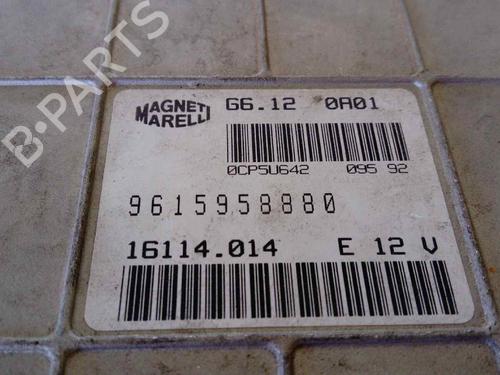 B-PARTS
MAGNETI MARELLI
G6.12 0A01
0CP5U642 095 92
9615958880
16114.014 E 12 V